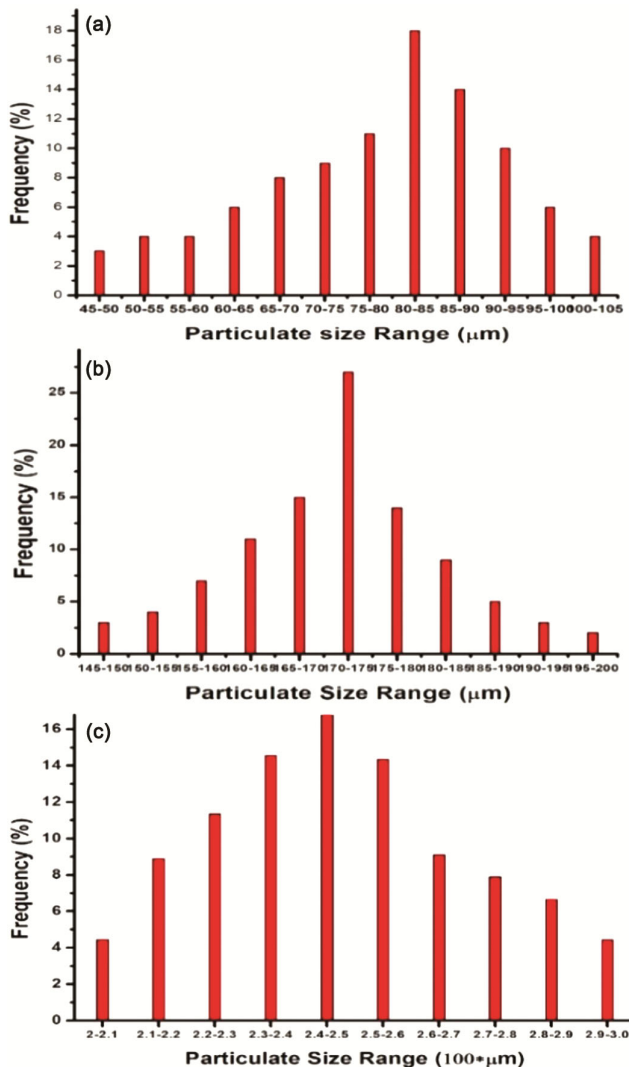 (a)
Frequency (%)
18
16
14
12
10
8
6
4
2
0
45-50 50-55 55-60 60-65 65-70 70-75 75-80 80-85 85-90 90-95 95-100 100-105
Particulate size Range (μm)
(b)
Frequency (%)
25
20
15
10
5
0
145-150 150-155 155-160 160-165 165-170 170-175 175-180 180-185 185-190 190-195 195-200
Particulate Size Range (μm)
(c)
Frequency (%)
16
14
12
10
8
6
4
2
0
2-2.1 2.1-2.2 2.2-2.3 2.3-2.4 2.4-2.5 2.5-2.6 2.6-2.7 2.7-2.8 2.8-2.9 2.9-3.0
Particulate Size Range (100*μm)